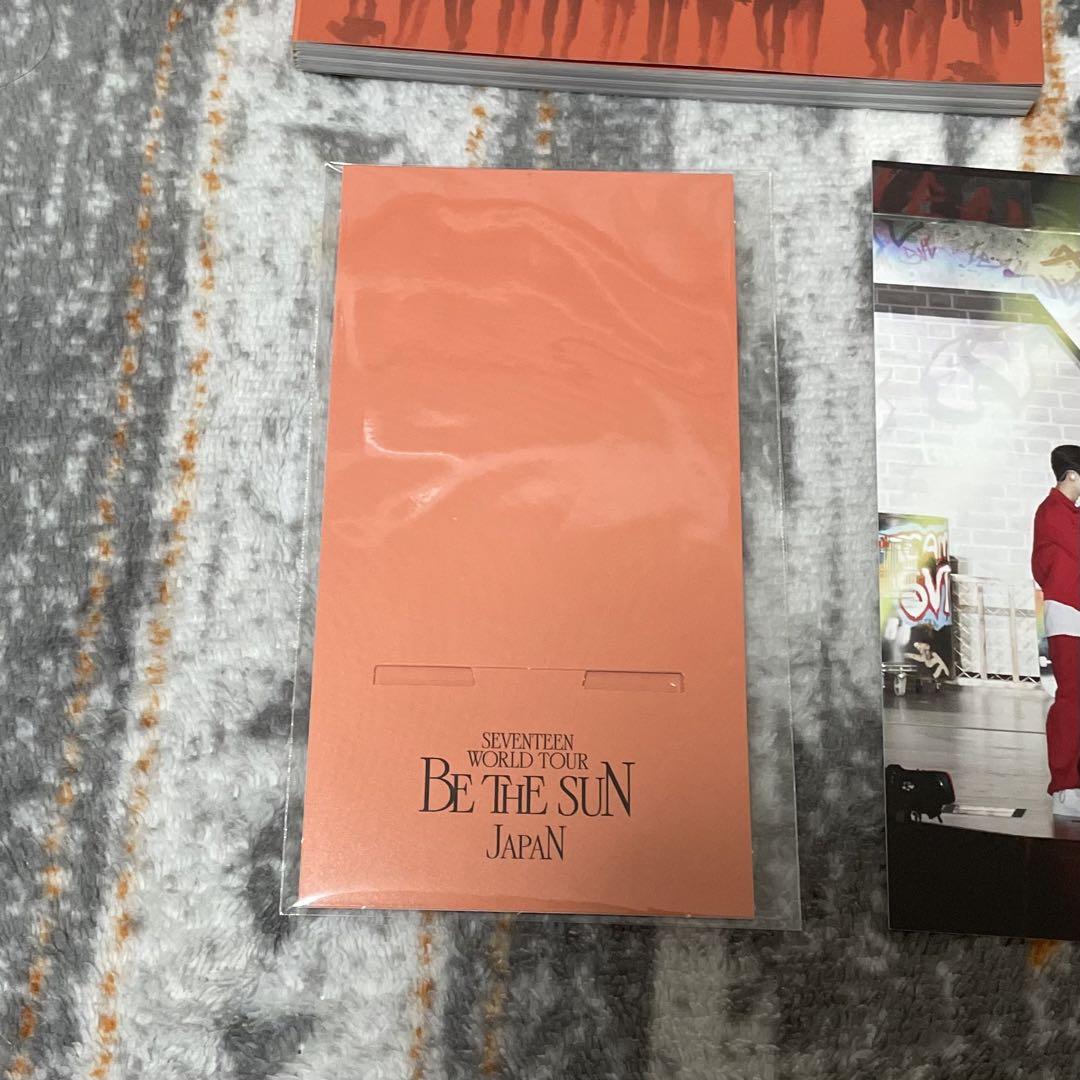 SEVENTEEN
WORLD TOUR
BE THE SUN
JAPAN